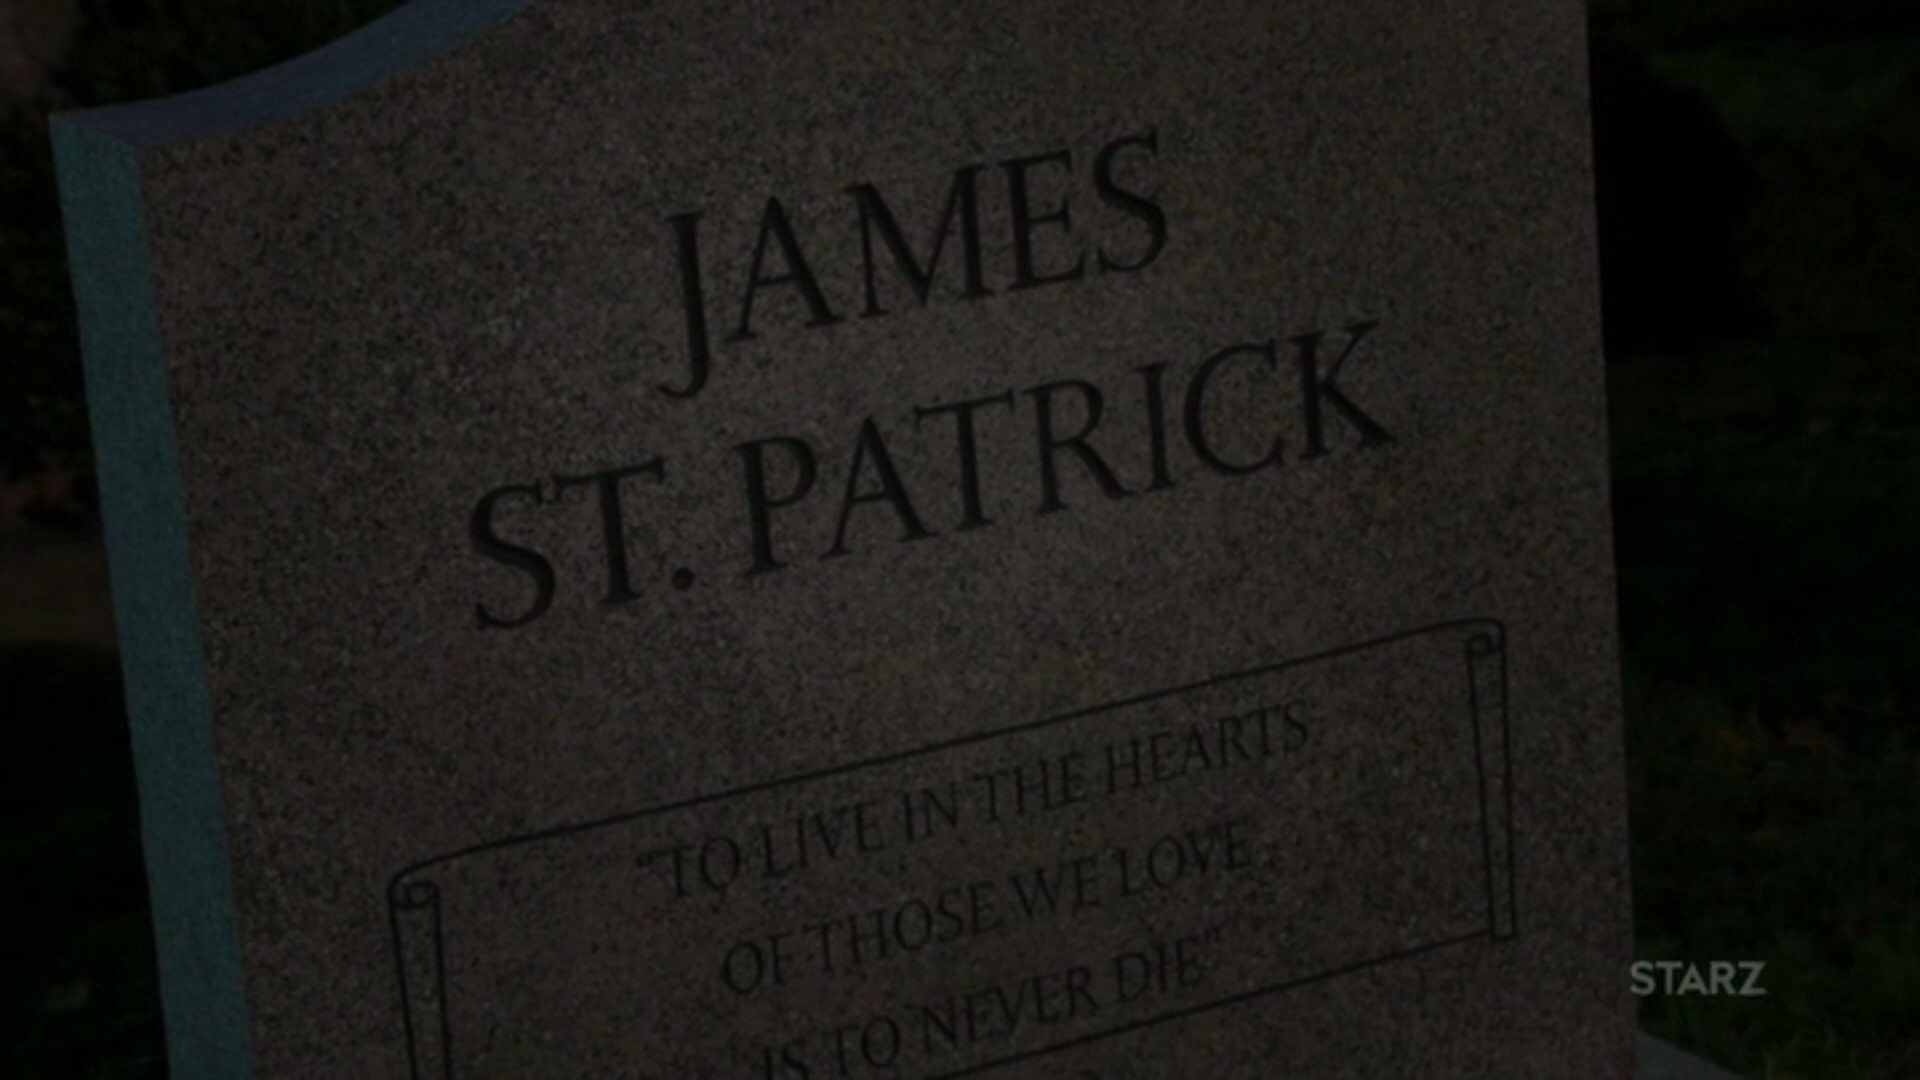 JAMES
ST. PATRICK
"TO LIVE IN THE HEARTS
OF THOSE WE LOVE
IS TO NEVER DIE"
STARZ